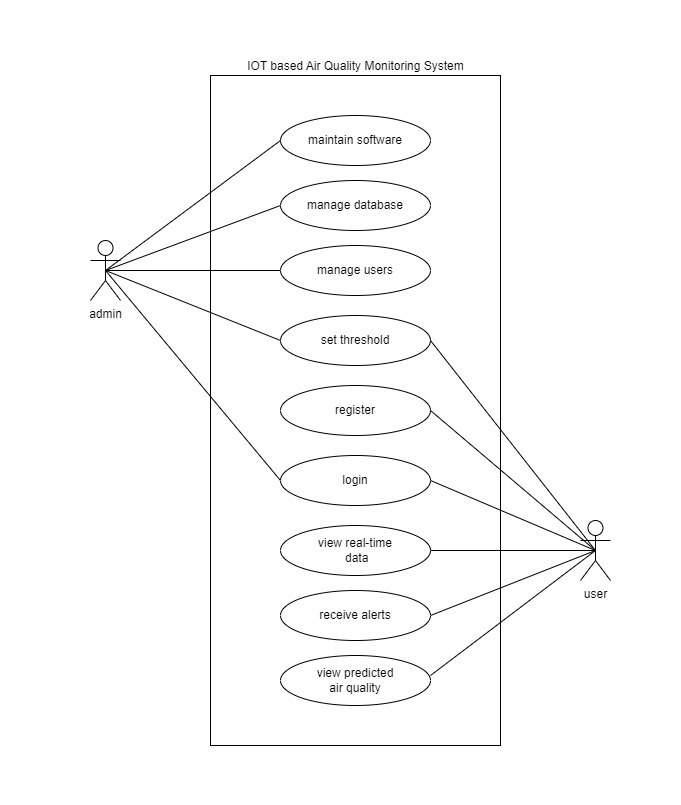 IOT based Air Quality Monitoring System
maintain software
manage database
manage users
admin
set threshold
register
login
view real-time
data
user
receive alerts
view predicted
air quality